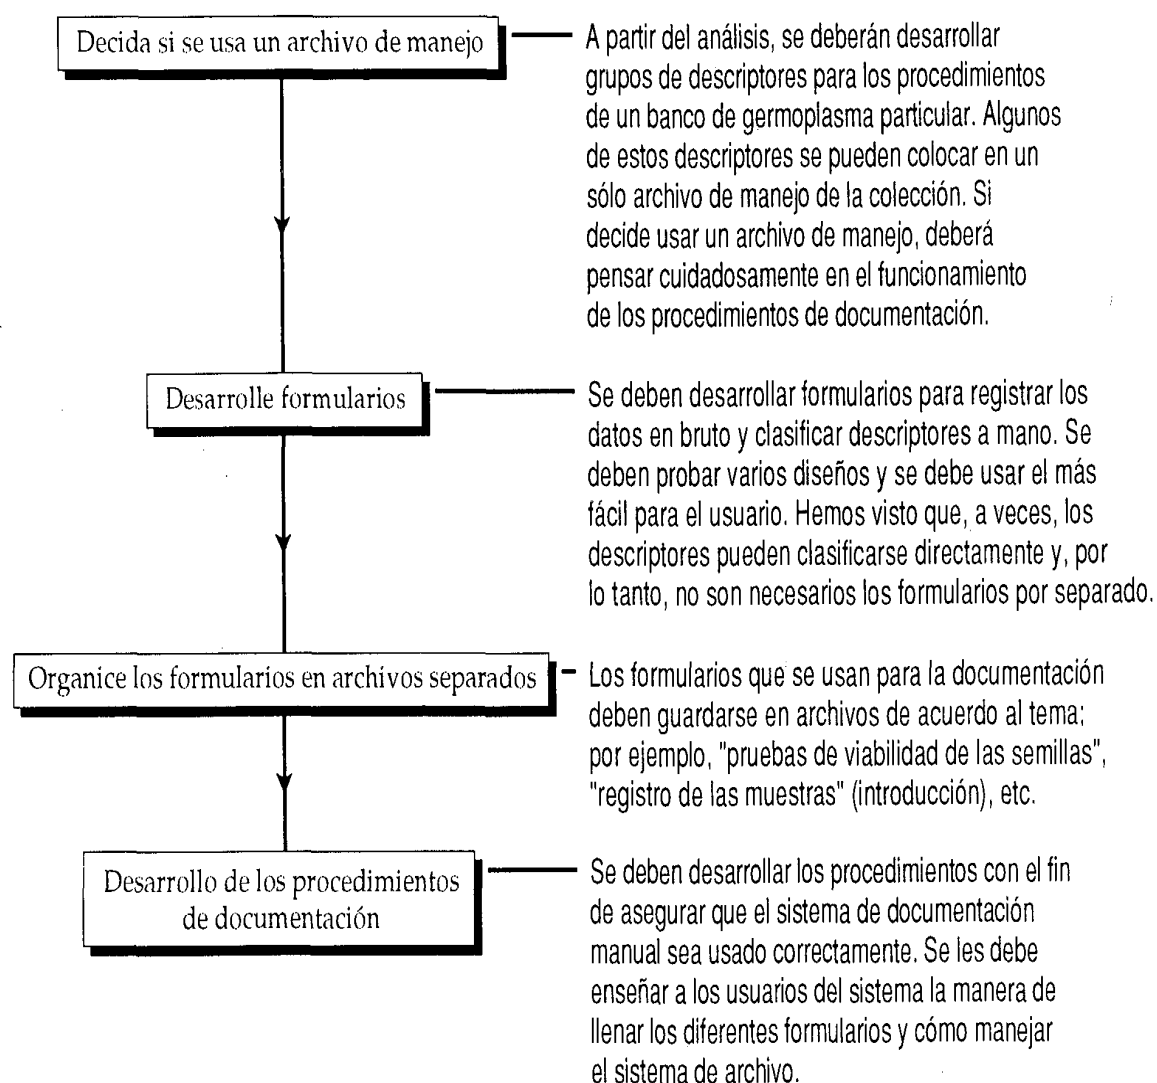 Decida si se usa un archivo de manejo
A partir del análisis, se deberán desarrollar
grupos de descriptores para los procedimientos
de un banco de germoplasma particular. Algunos
de estos descriptores se pueden colocar en un
sólo archivo de manejo de la colección. Si
decide usar un archivo de manejo, deberá
pensar cuidadosamente en el funcionamiento
de los procedimientos de documentación.
Desarrolle formularios
Se deben desarrollar formularios para registrar los
datos en bruto y clasificar descriptores a mano. Se
deben probar varios diseños y se debe usar el más
fácil para el usuario. Hemos visto que, a veces, los
descriptores pueden clasificarse directamente y, por
lo tanto, no son necesarios los formularios por separado.
Organice los formularios en archivos separados
Los formularios que se usan para la documentación
deben guardarse en archivos de acuerdo al tema;
por ejemplo, "pruebas de viabilidad de las semillas",
"registro de las muestras" (introducción), etc.
Desarrollo de los procedimientos
de documentación
Se deben desarrollar los procedimientos con el fin
de asegurar que el sistema de documentación
manual sea usado correctamente. Se les debe
enseñar a los usuarios del sistema la manera de
llenar los diferentes formularios y cómo manejar
el sistema de archivo.